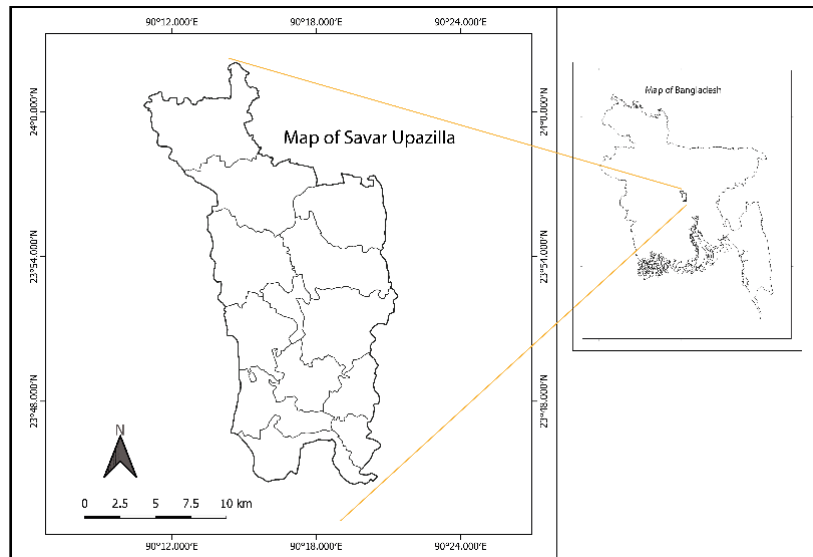 90°12.000'E 90°18.000'E 90°24.000'E
Map of Bangladesh
24°0.000'N 24°0.000'N
Map of Savar Upazilla
23°54.000'N 23°54.000'N
23°48.000'N 23°48.000'N
N
0 2.5 5 7.5 10 km
90°12.000'E 90°18.000'E 90°24.000'E